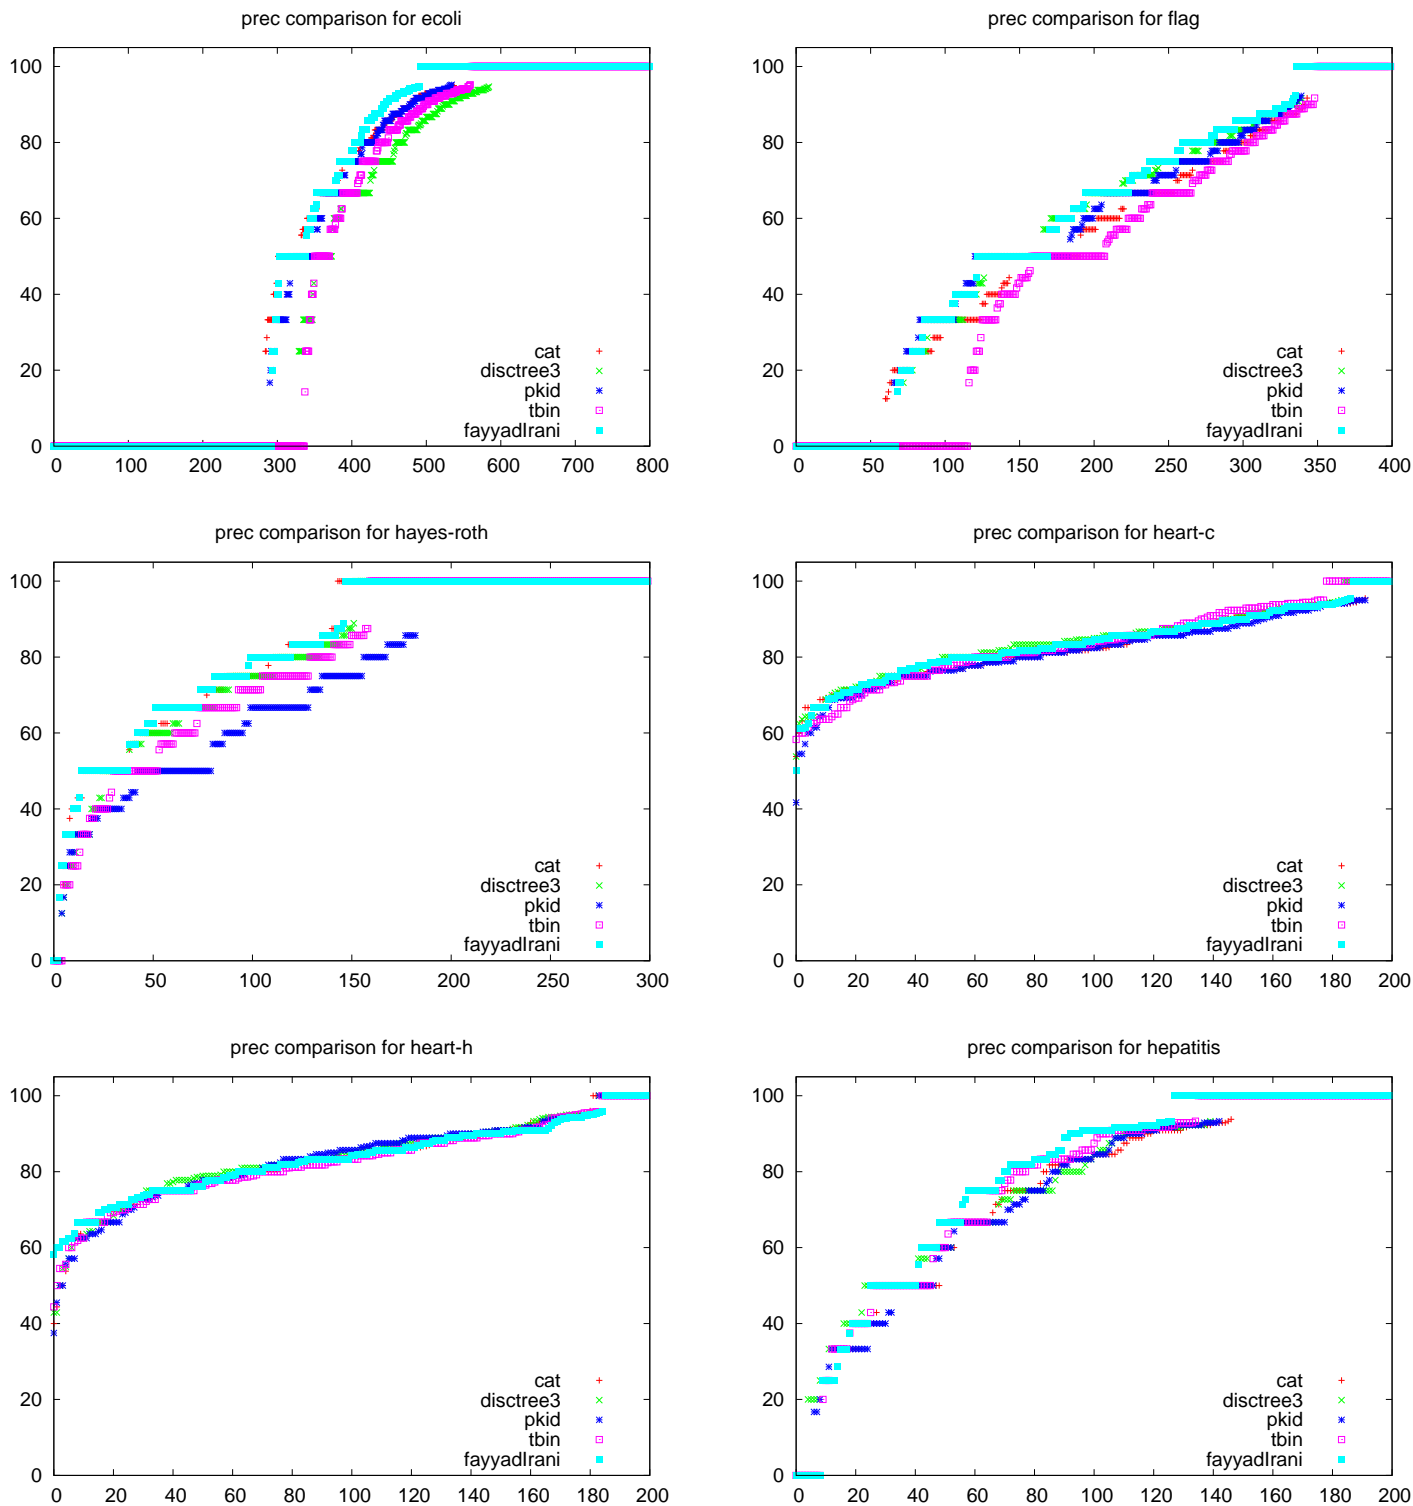 prec comparison for ecoli
100
80
60
40
20
0
0 100 200 300 400 500 600 700 800
cat
disctree3
pkid
tbin
fayyadIrani
prec comparison for flag
100
80
60
40
20
0
0 50 100 150 200 250 300 350 400
cat
disctree3
pkid
tbin
fayyadIrani
prec comparison for hayes-roth
100
80
60
40
20
0
0 50 100 150 200 250 300
cat
disctree3
pkid
tbin
fayyadIrani
prec comparison for heart-c
100
80
60
40
20
0
0 20 40 60 80 100 120 140 160 180 200
cat
disctree3
pkid
tbin
fayyadIrani
prec comparison for heart-h
100
80
60
40
20
0
0 20 40 60 80 100 120 140 160 180 200
cat
disctree3
pkid
tbin
fayyadIrani
prec comparison for hepatitis
100
80
60
40
20
0
0 20 40 60 80 100 120 140 160 180 200
cat
disctree3
pkid
tbin
fayyadIrani